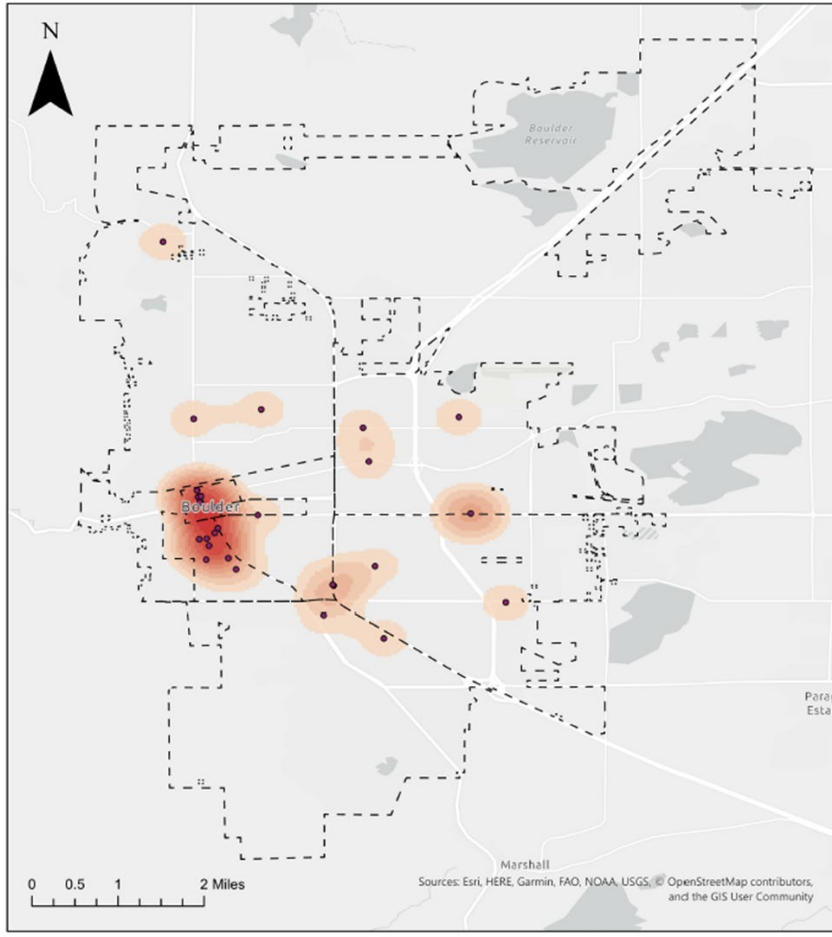 N
Boulder
Reservoir
Boulder
Para
Esta
Marshall
0 0.5 1 2 Miles
Sources: Esri, HERE, Garmin, FAO, NOAA, USGS, © OpenStreetMap contributors,
and the GIS User Community